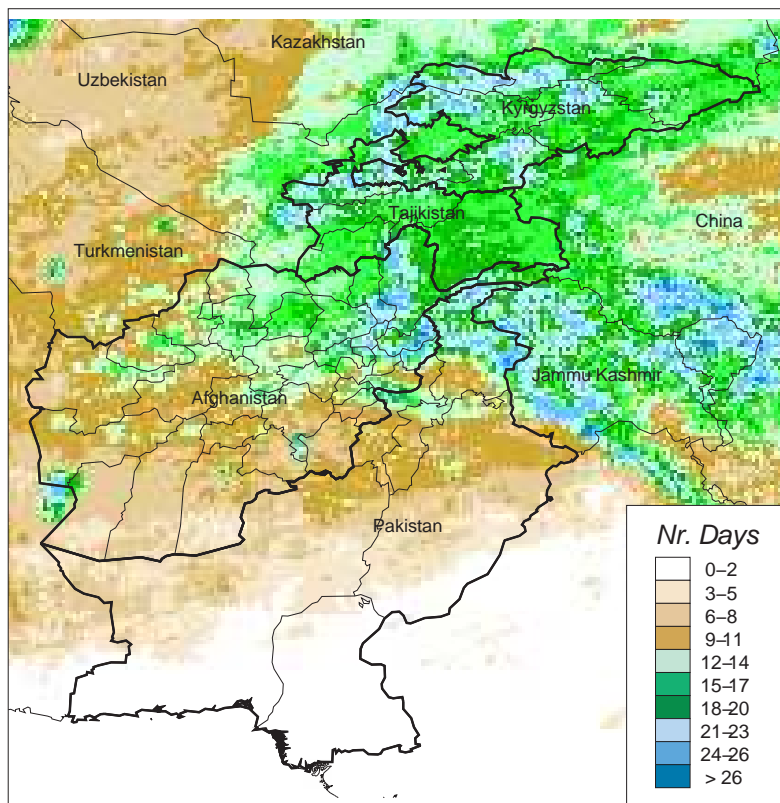 Kazakhstan
Uzbekistan
Kyrgyzstan
Tajikistan
China
Turkmenistan
Jammu Kashmir
Afghanistan
Pakistan
Nr. Days
0–2
3–5
6–8
9–11
12–14
15–17
18–20
21–23
24–26
> 26